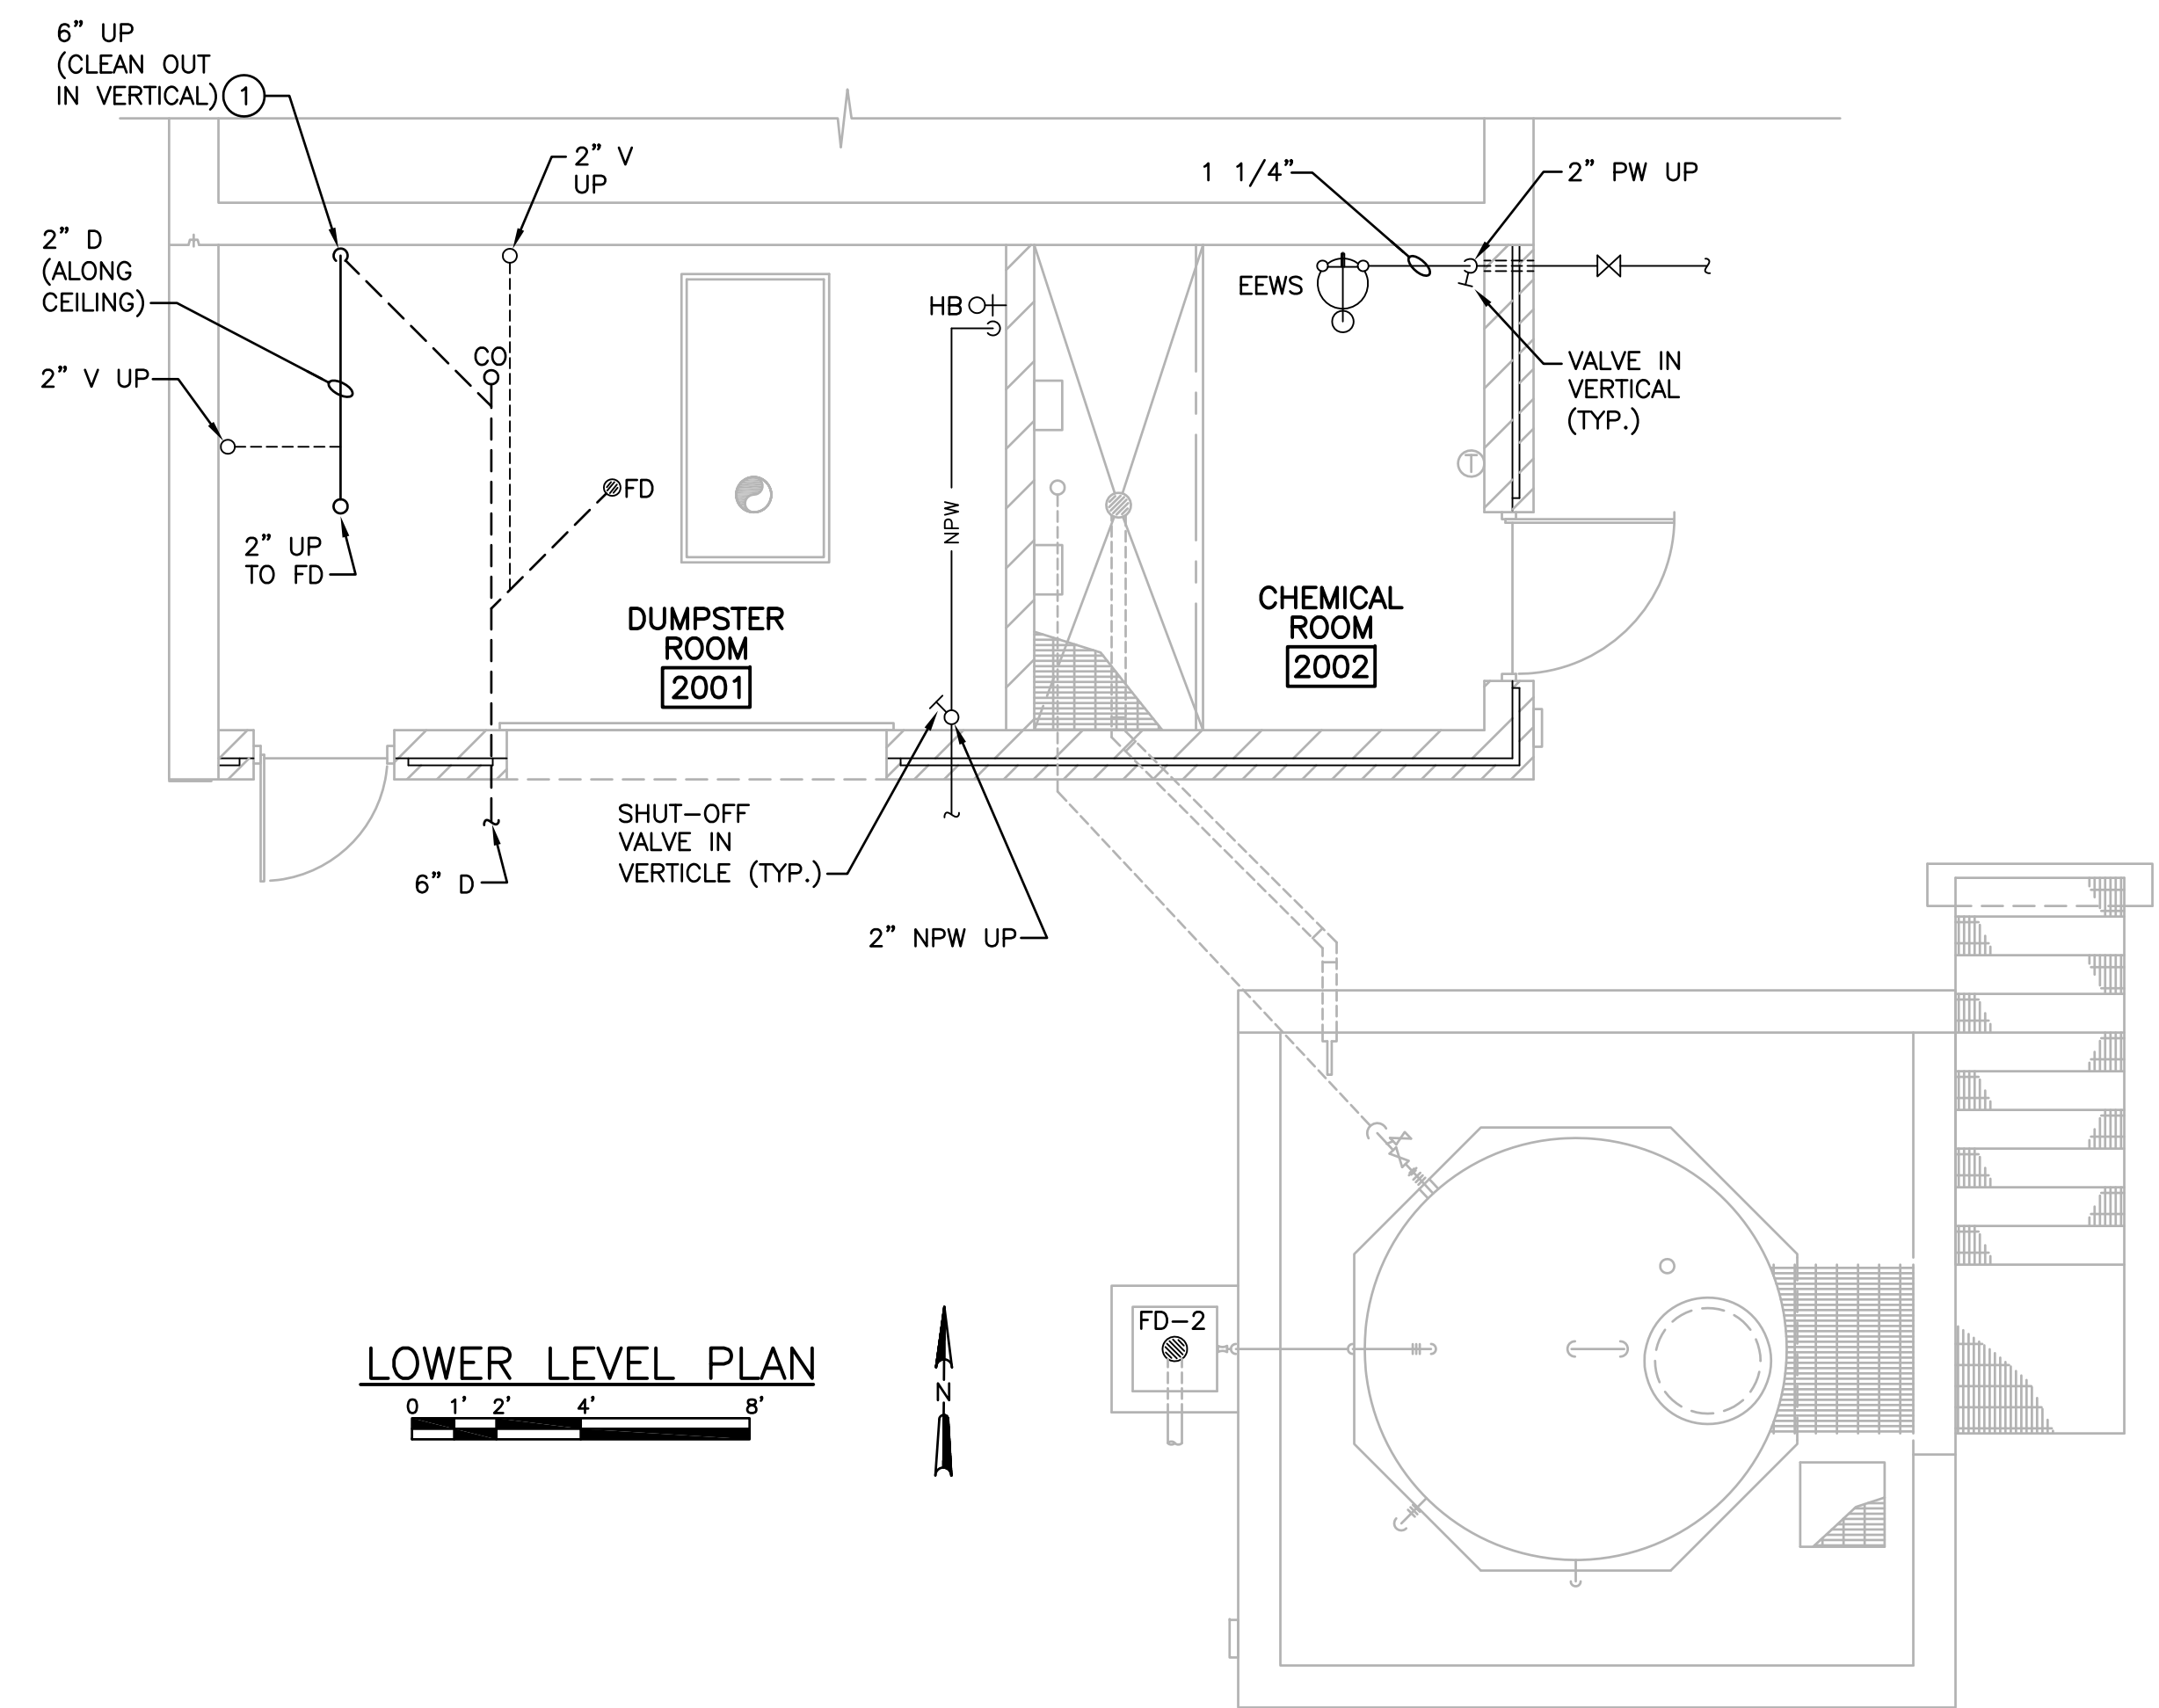 6” UP
(CLEAN OUT
IN VERTICAL) 1
2” V
UP
1 1/4”
2” PW UP
2” D
(ALONG
CEILING)
2” V UP
CO
HB
EEWS
VALVE IN
VERTICAL
(TYP.)
T
FD
NPW
2” UP
TO FD
DUMPSTER
ROOM
2001
CHEMICAL
ROOM
2002
SHUT-OFF
VALVE IN
VERTICLE (TYP.)
6” D
2” NPW UP
FD-2
LOWER LEVEL PLAN
0 1’ 2’ 4’ 8’
N